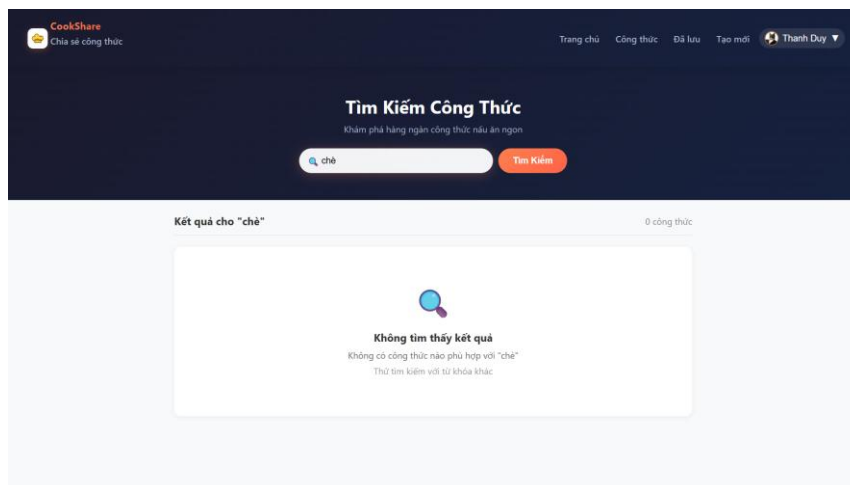 CookShare
Chia sẻ công thức
Trang chủ Công thức Đã lưu Tạo mới Thanh Duy ▼
Tìm Kiếm Công Thức
Khám phá hàng ngàn công thức nấu ăn ngon
chè
Tìm Kiếm
Kết quả cho "chè"
0 công thức
Không tìm thấy kết quả
Không có công thức nào phù hợp với "chè"
Thử tìm kiếm với từ khóa khác